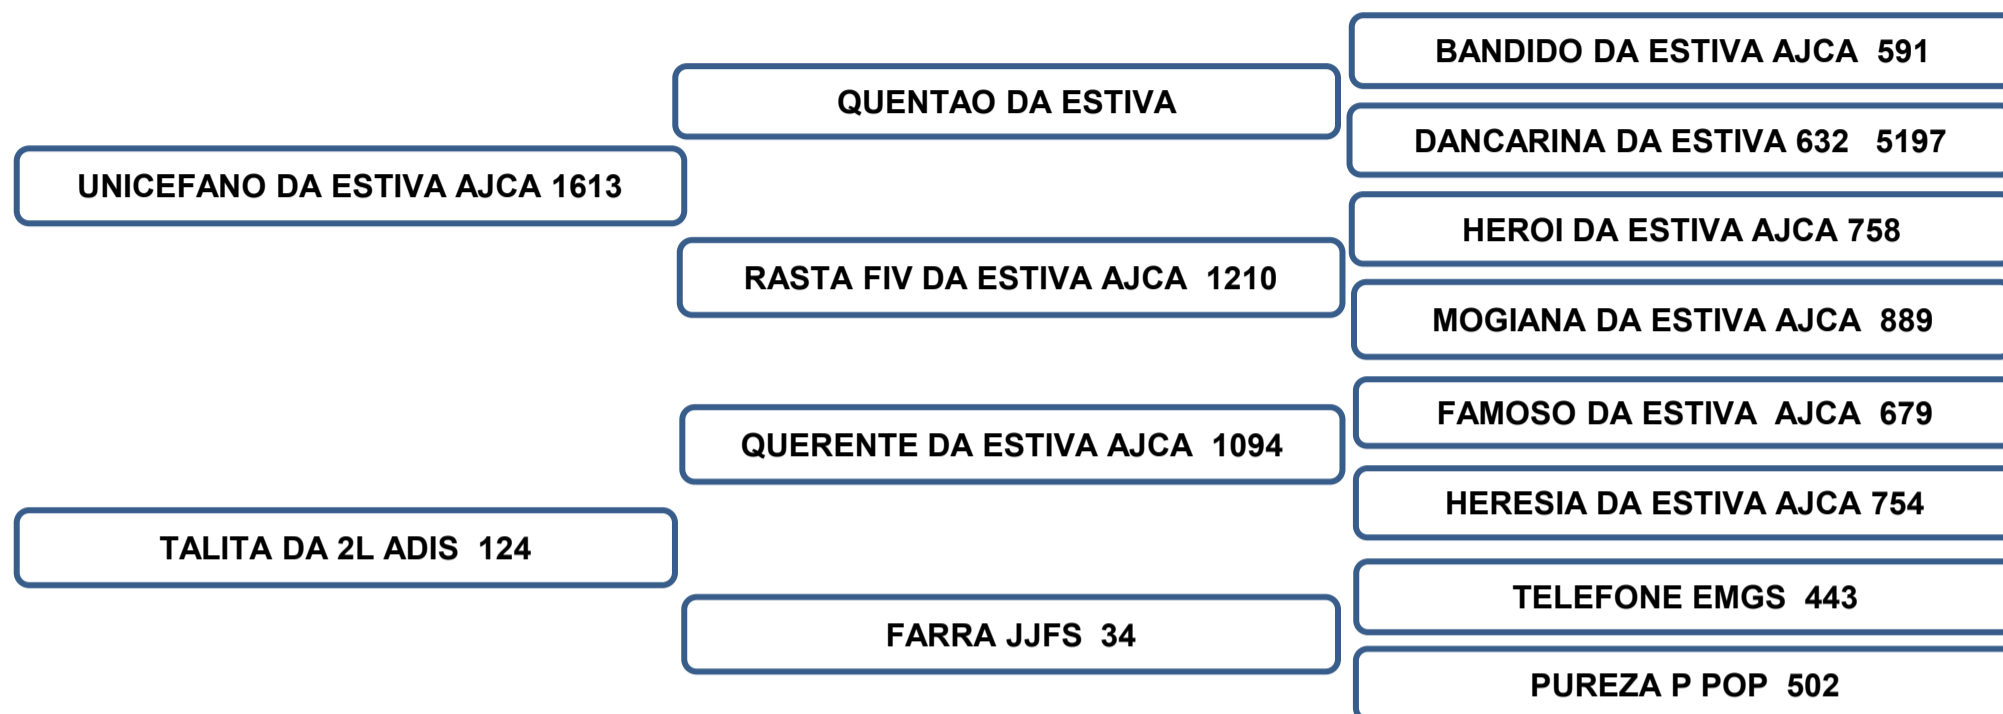 BANDIDO DA ESTIVA AJCA 591
QUENTAO DA ESTIVA
DANCARINA DA ESTIVA 632 5197
UNICEFANO DA ESTIVA AJCA 1613
HEROI DA ESTIVA AJCA 758
RASTA FIV DA ESTIVA AJCA 1210
MOGIANA DA ESTIVA AJCA 889
FAMOSO DA ESTIVA AJCA 679
QUERENTE DA ESTIVA AJCA 1094
HERESIA DA ESTIVA AJCA 754
TALITA DA 2L ADIS 124
TELEFONE EMGS 443
FARRA JJFS 34
PUREZA P POP 502